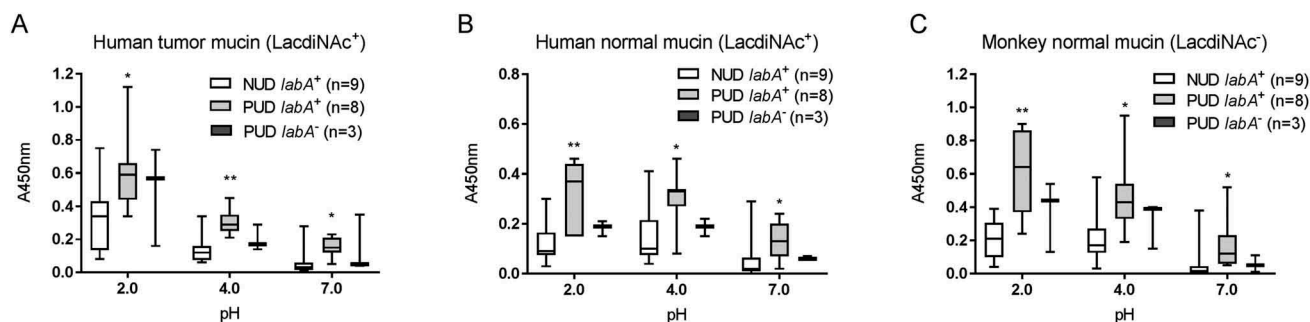 A
Human tumor mucin (LacdiNAc⁺)
NUD labA⁺ (n=9)
PUD labA⁺ (n=8)
PUD labA⁻ (n=3)
A450nm
1.2
1.0
0.8
0.6
0.4
0.2
0.0
*
**
*
2.0 4.0 7.0
pH
B
Human normal mucin (LacdiNAc⁺)
NUD labA⁺ (n=9)
PUD labA⁺ (n=8)
PUD labA⁻ (n=3)
A450nm
0.8
0.6
0.4
0.2
0.0
**
*
*
2.0 4.0 7.0
pH
C
Monkey normal mucin (LacdiNAc⁻)
NUD labA⁺ (n=9)
PUD labA⁺ (n=8)
PUD labA⁻ (n=3)
A450nm
1.2
1.0
0.8
0.6
0.4
0.2
0.0
**
*
*
2.0 4.0 7.0
pH